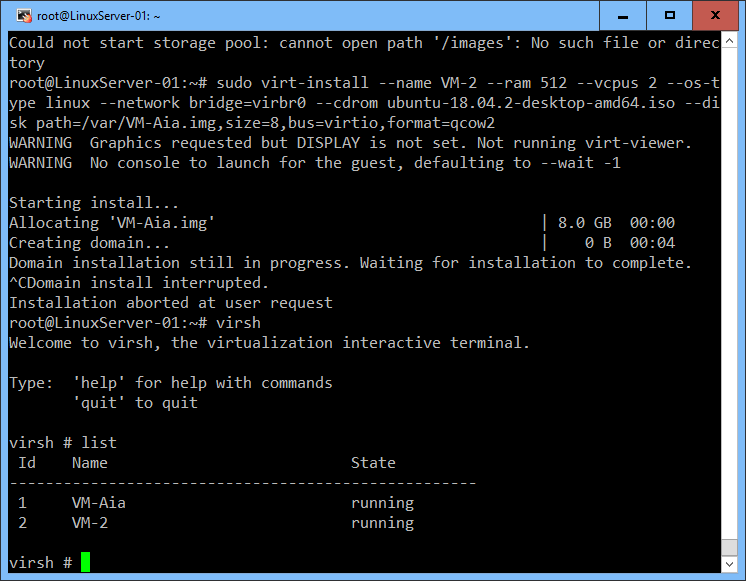 root@LinuxServer-01: ~
Could not start storage pool: cannot open path '/images': No such file or direc
tory
root@LinuxServer-01:~# sudo virt-install --name VM-2 --ram 512 --vcpus 2 --os-t
ype linux --network bridge=virbr0 --cdrom ubuntu-18.04.2-desktop-amd64.iso --di
sk path=/var/VM-Aia.img,size=8,bus=virtio,format=qcow2
WARNING  Graphics requested but DISPLAY is not set. Not running virt-viewer.
WARNING  No console to launch for the guest, defaulting to --wait -1

Starting install...
Allocating 'VM-Aia.img'                                    | 8.0 GB  00:00
Creating domain...                                         |    0 B  00:04
Domain installation still in progress. Waiting for installation to complete.
^CDomain install interrupted.
Installation aborted at user request
root@LinuxServer-01:~# virsh
Welcome to virsh, the virtualization interactive terminal.

Type:  'help' for help with commands
       'quit' to quit

virsh # list
 Id    Name                           State
----------------------------------------------------
 1     VM-Aia                         running
 2     VM-2                           running

virsh #